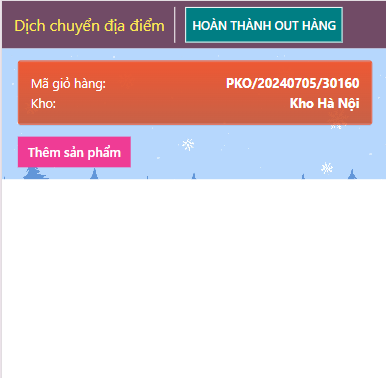 Dịch chuyển địa điểm
HOÀN THÀNH OUT HÀNG
Mã giỏ hàng: PKO/20240705/30160
Kho: Kho Hà Nội
Thêm sản phẩm